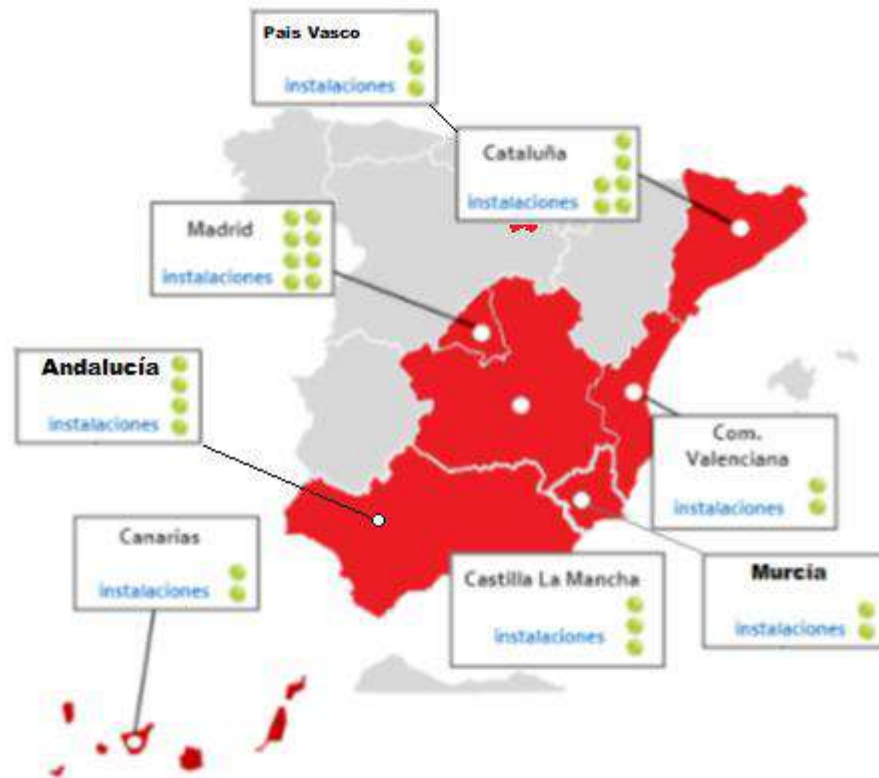 Pais Vasco
instalaciones
Cataluña
instalaciones
Madrid
instalaciones
Andalucía
instalaciones
Com.
Valenciana
instalaciones
Canarias
instalaciones
Castilla La Mancha
instalaciones
Murcia
instalaciones